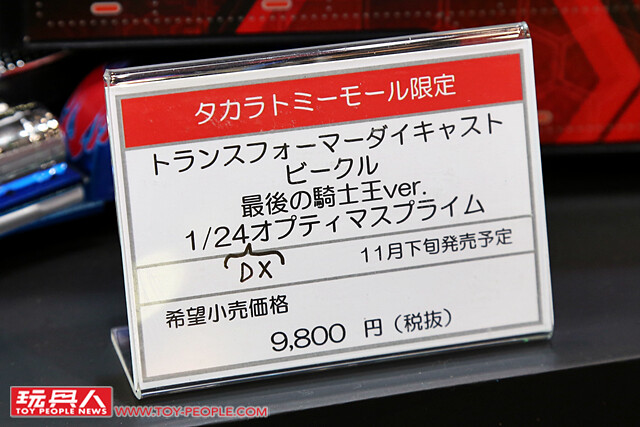 タカラトミーモール限定
トランスフォーマーダイキャスト
ビークル
最後の騎士王ver.
1/24オプティマスプライム
DX
11月下旬発売予定
希望小売価格
9,800 円（税抜）
玩具人
TOY PEOPLE NEWS
WWW.TOY-PEOPLE.COM